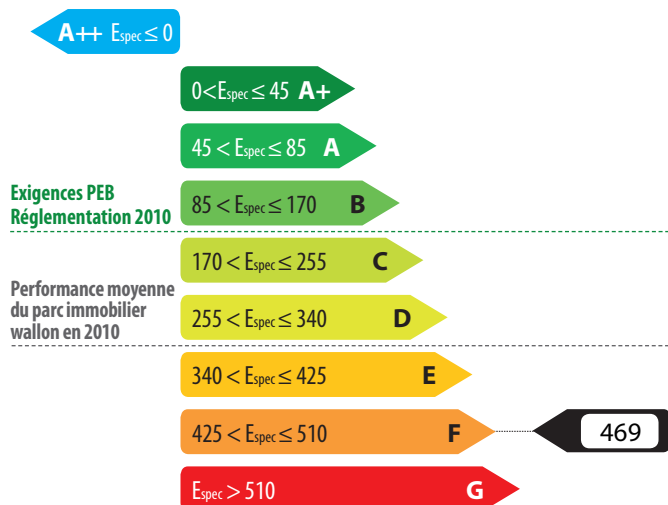 A++ Espec ≤ 0
0<Espec ≤ 45 A+
45 < Espec ≤ 85 A
Exigences PEB
Réglementation 2010
85 < Espec ≤ 170 B
170 < Espec ≤ 255 C
Performance moyenne
du parc immobilier
wallon en 2010
255 < Espec ≤ 340 D
340 < Espec ≤ 425 E
425 < Espec ≤ 510 F
469
Espec > 510 G